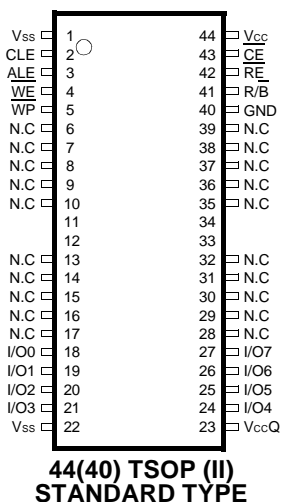 Vss 1 44 Vcc
CLE 2 43 CE
ALE 3 42 RE
WE 4 41 R/B
WP 5 40 GND
N.C 6 39 N.C
N.C 7 38 N.C
N.C 8 37 N.C
N.C 9 36 N.C
N.C 10 35 N.C
11 34
12 33
N.C 13 32 N.C
N.C 14 31 N.C
N.C 15 30 N.C
N.C 16 29 N.C
N.C 17 28 N.C
I/O0 18 27 I/O7
I/O1 19 26 I/O6
I/O2 20 25 I/O5
I/O3 21 24 I/O4
Vss 22 23 VccQ
44(40) TSOP (II)
STANDARD TYPE